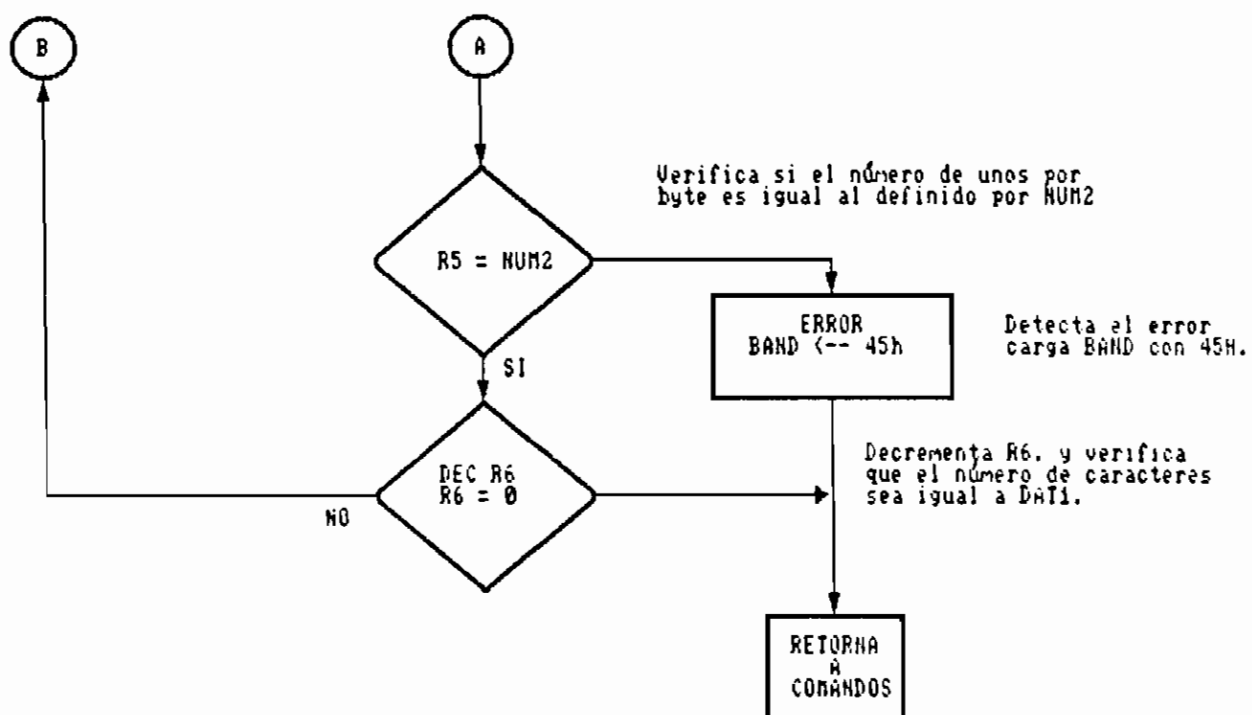 B
A
Verifica si el número de unos por
byte es igual al definido por NUM2
R5 = NUM2
ERROR
BAND <-- 45h
Detecta el error
carga BAND con 45H.
SI
Decrementa R6. y verifica
que el número de caracteres
sea igual a DAT1.
DEC R6
R6 = 0
NO
RETORNA
A
COMANDOS